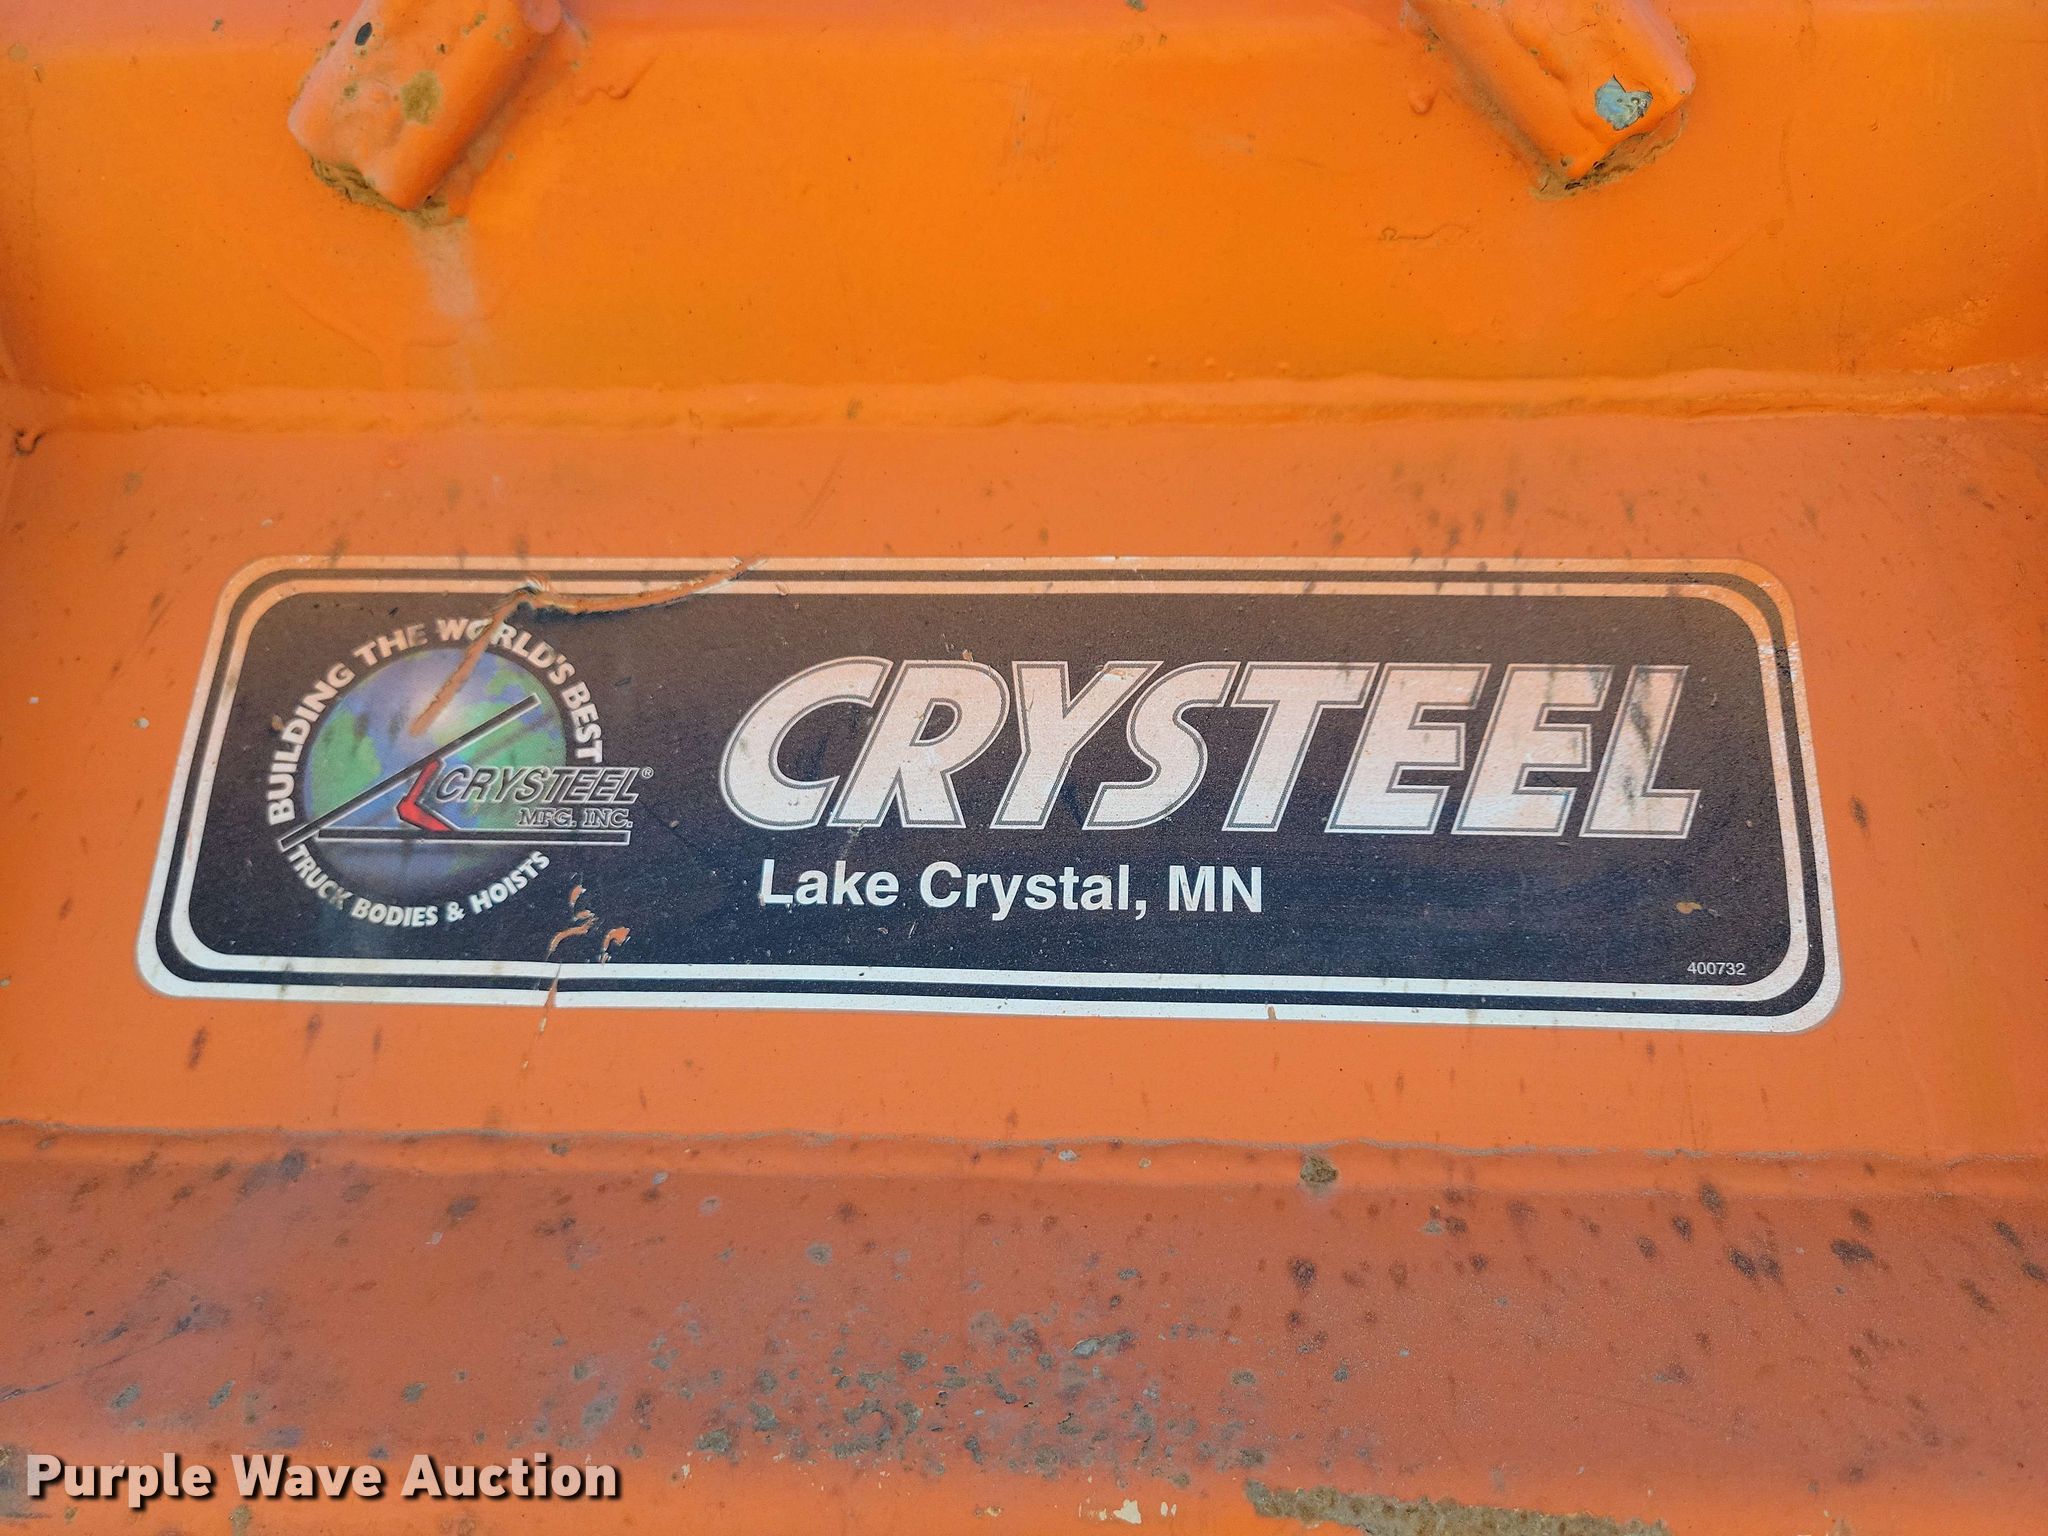 BUILDING THE WORLD'S BEST
CRYSTEEL®
MFG. INC.
TRUCK BODIES & HOISTS
CRYSTEEL
Lake Crystal, MN
400732
Purple Wave Auction